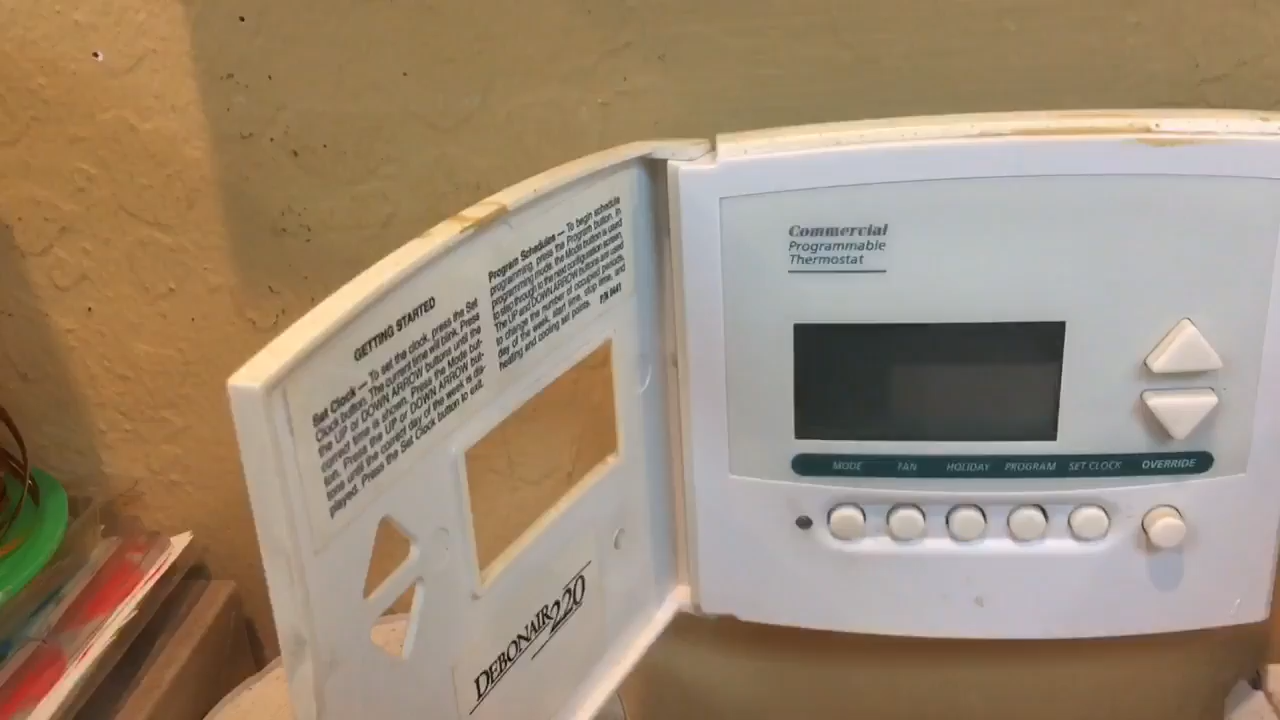 GETTING STARTED
Set Clock — To set the clock, press the Set
Clock button. The current time will blink. Press
the UP or DOWN ARROW buttons until the
correct time is shown. Press the Mode but-
ton. Press the UP or DOWN ARROW but-
tons until the correct day of the week is dis-
played. Press the Set Clock button to exit.
Program Schedules — To begin schedule
programming, press the Program button. In
programming mode, the Mode button is used
to step through to the next configuration screen.
The UP and DOWN ARROW buttons are used
to change the number of occupied periods,
day of the week, start time, stop time, and
heating and cooling set points.
DEBONAIR 220
Commercial
Programmable
Thermostat
MODE FAN HOLIDAY PROGRAM SET CLOCK OVERRIDE